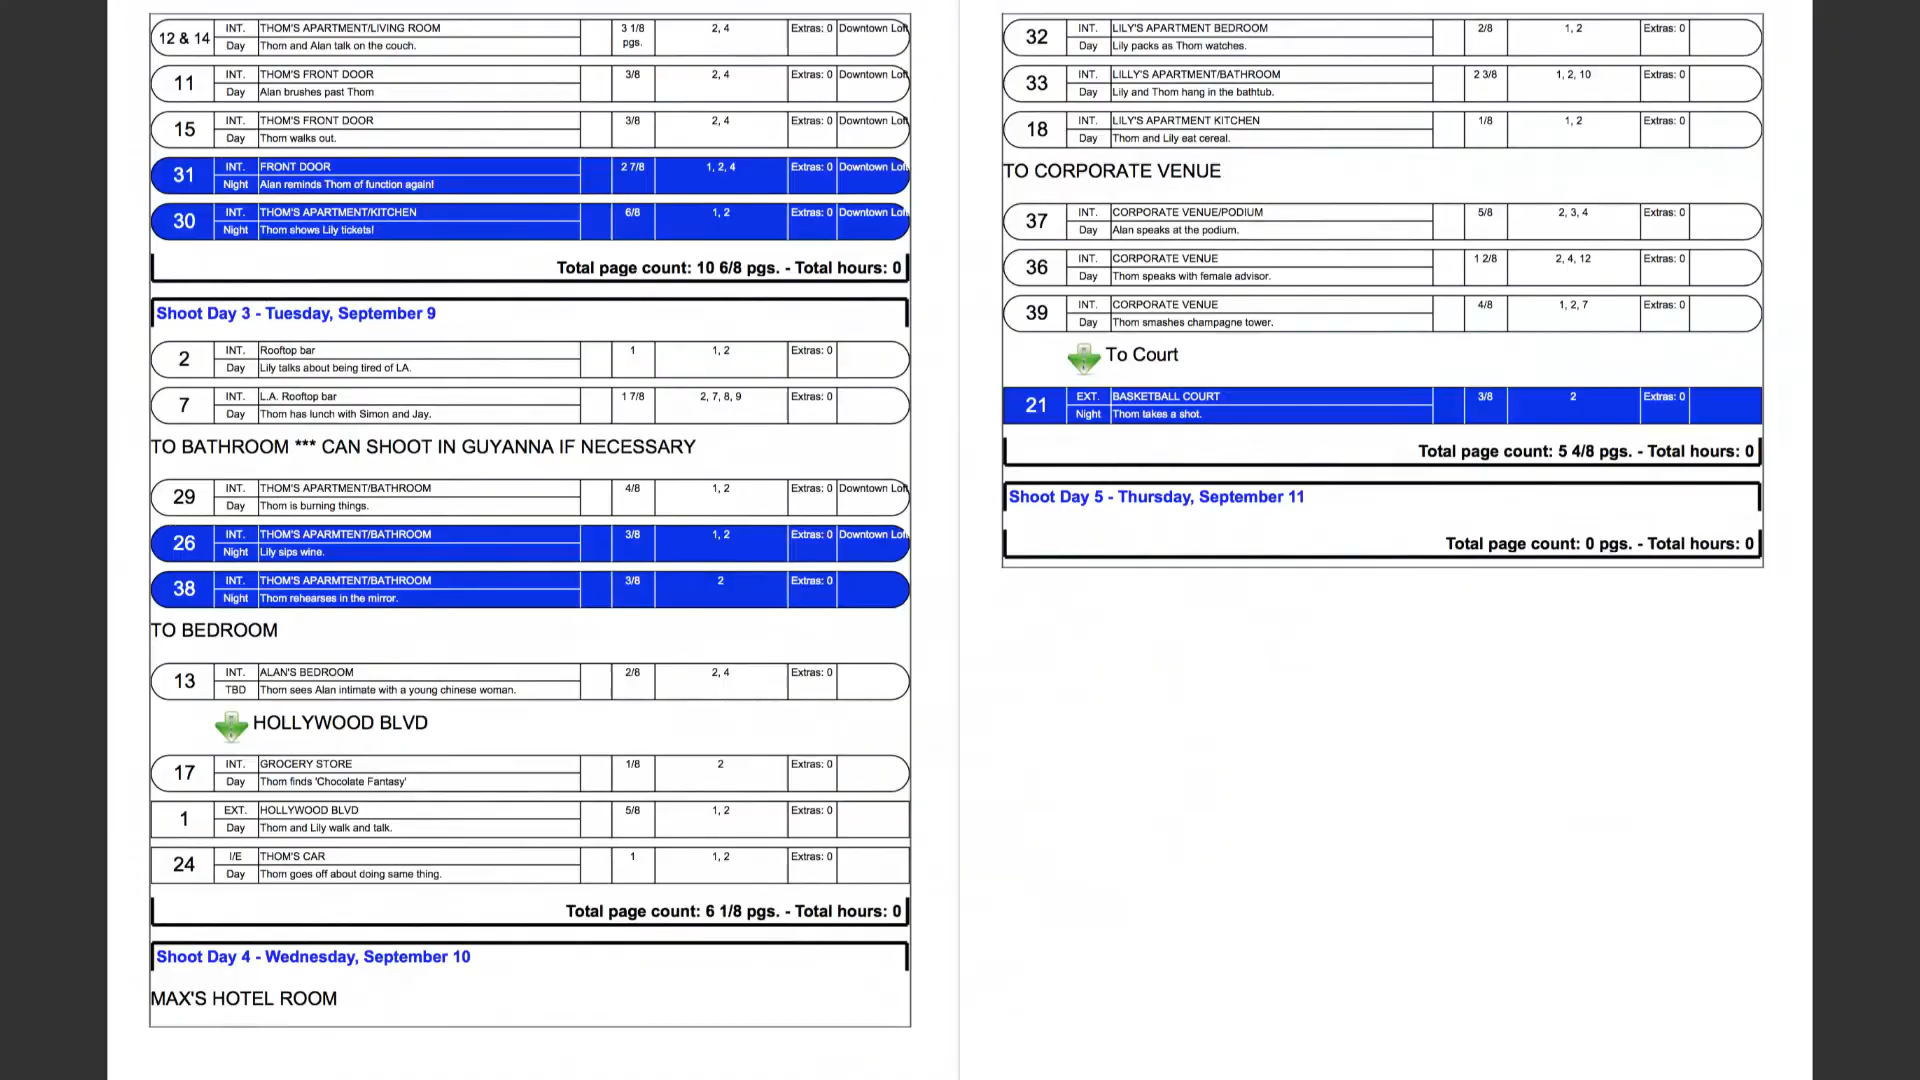 12 & 14 INT. THOM'S APARTMENT/LIVING ROOM 3 1/8 2, 4 Extras: 0 Downtown Loft
Day Thom and Alan talk on the couch. pgs.
11 INT. THOM'S FRONT DOOR 3/8 2, 4 Extras: 0 Downtown Loft
Day Alan brushes past Thom
15 INT. THOM'S FRONT DOOR 3/8 2, 4 Extras: 0 Downtown Loft
Day Thom walks out.
31 INT. FRONT DOOR 2 7/8 1, 2, 4 Extras: 0 Downtown Loft
Night Alan reminds Thom of function again!
30 INT. THOM'S APARTMENT/KITCHEN 6/8 1, 2 Extras: 0 Downtown Loft
Night Thom shows Lily tickets!
Total page count: 10 6/8 pgs. - Total hours: 0
Shoot Day 3 - Tuesday, September 9
2 INT. Rooftop bar 1 1, 2 Extras: 0
Day Lily talks about being tired of LA.
7 INT. L.A. Rooftop bar 1 7/8 2, 7, 8, 9 Extras: 0
Day Thom has lunch with Simon and Jay.
TO BATHROOM *** CAN SHOOT IN GUYANNA IF NECESSARY
29 INT. THOM'S APARTMENT/BATHROOM 4/8 1, 2 Extras: 0 Downtown Loft
Day Thom is burning things.
26 INT. THOM'S APARMTENT/BATHROOM 3/8 1, 2 Extras: 0 Downtown Loft
Night Lily sips wine.
38 INT. THOM'S APARMTENT/BATHROOM 3/8 2 Extras: 0
Night Thom rehearses in the mirror.
TO BEDROOM
13 INT. ALAN'S BEDROOM 2/8 2, 4 Extras: 0
TBD Thom sees Alan intimate with a young chinese woman.
HOLLYWOOD BLVD
17 INT. GROCERY STORE 1/8 2 Extras: 0
Day Thom finds 'Chocolate Fantasy'
1 EXT. HOLLYWOOD BLVD 5/8 1, 2 Extras: 0
Day Thom and Lily walk and talk.
24 I/E THOM'S CAR 1 1, 2 Extras: 0
Day Thom goes off about doing same thing.
Total page count: 6 1/8 pgs. - Total hours: 0
Shoot Day 4 - Wednesday, September 10
MAX'S HOTEL ROOM
32 INT. LILY'S APARTMENT BEDROOM 2/8 1, 2 Extras: 0
Day Lily packs as Thom watches.
33 INT. LILLY'S APARTMENT/BATHROOM 2 3/8 1, 2, 10 Extras: 0
Day Lily and Thom hang in the bathtub.
18 INT. LILY'S APARTMENT KITCHEN 1/8 1, 2 Extras: 0
Day Thom and Lily eat cereal.
TO CORPORATE VENUE
37 INT. CORPORATE VENUE/PODIUM 5/8 2, 3, 4 Extras: 0
Day Alan speaks at the podium.
36 INT. CORPORATE VENUE 1 2/8 2, 4, 12 Extras: 0
Day Thom speaks with female advisor.
39 INT. CORPORATE VENUE 4/8 1, 2, 7 Extras: 0
Day Thom smashes champagne tower.
To Court
21 EXT. BASKETBALL COURT 3/8 2 Extras: 0
Night Thom takes a shot.
Total page count: 5 4/8 pgs. - Total hours: 0
Shoot Day 5 - Thursday, September 11
Total page count: 0 pgs. - Total hours: 0